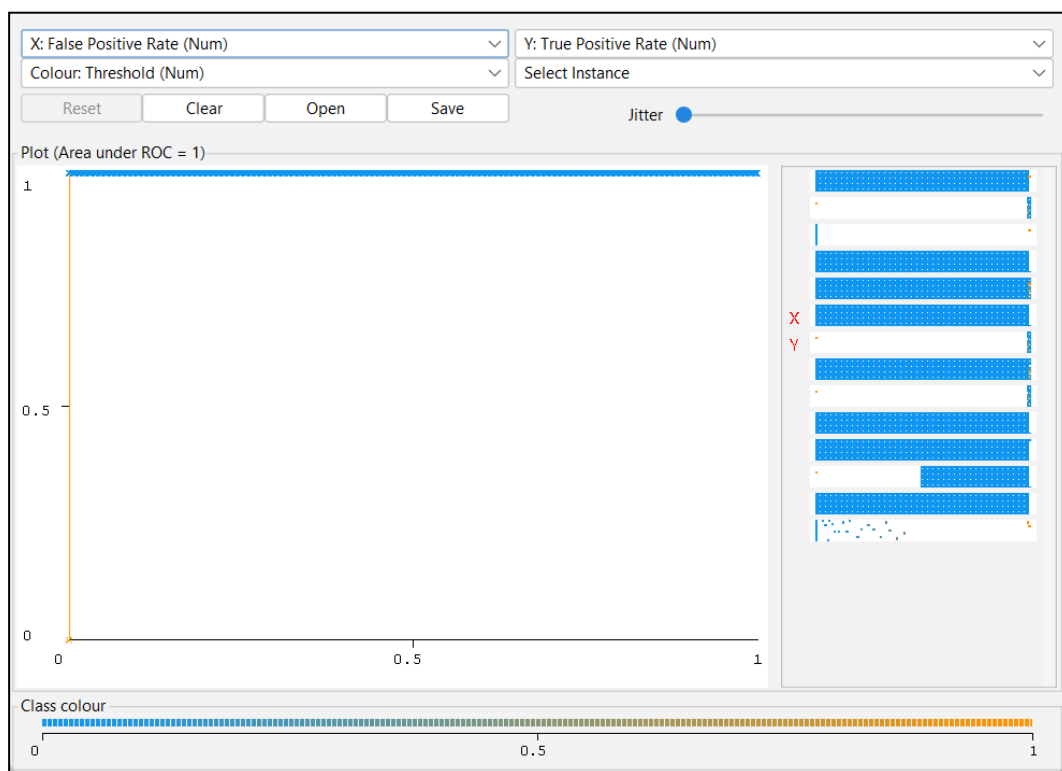 X: False Positive Rate (Num) Y: True Positive Rate (Num)
Colour: Threshold (Num) Select Instance
Reset Clear Open Save Jitter
Plot (Area under ROC = 1)
1
X
Y
0.5
0
0 0.5 1
Class colour
0 0.5 1